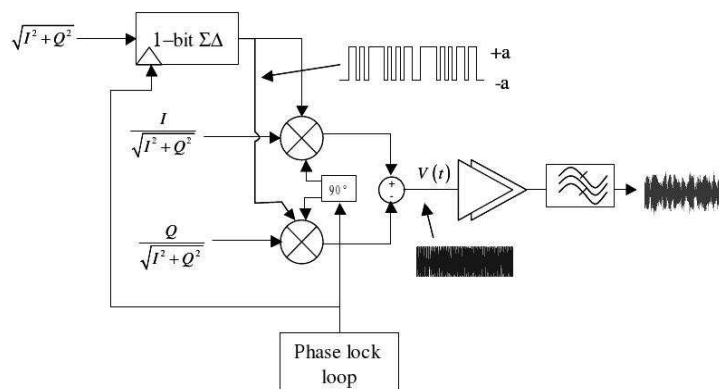 √(I² + Q²)
1–bit ΣΔ
+a
-a
I / √(I² + Q²)
90°
+
-
V(t)
Q / √(I² + Q²)
Phase lock
loop